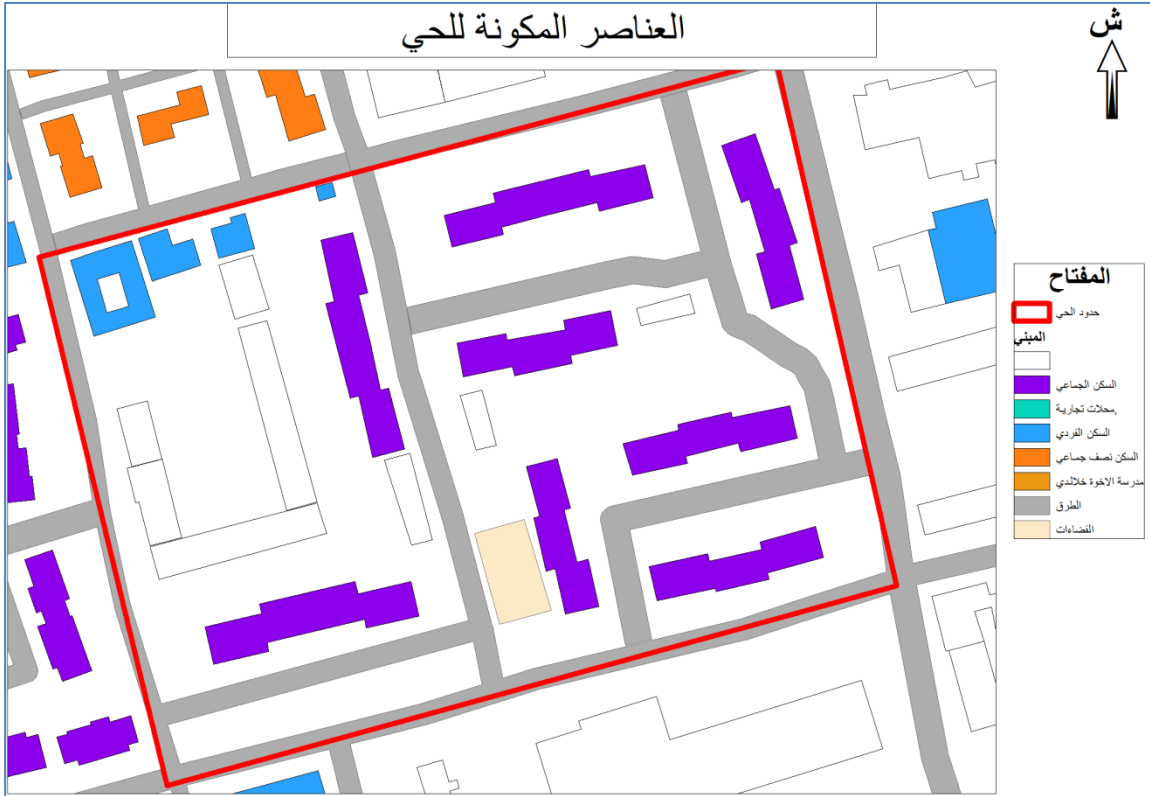 العناصر المكونة للحي
ش
المفتاح
حدود الحي
المبني
السكن الجماعي
محلات تجارية,
السكن الفردي
السكن نصف جماعي
مدرسة الاخوة خلالدي
الطرق
الفضاءات